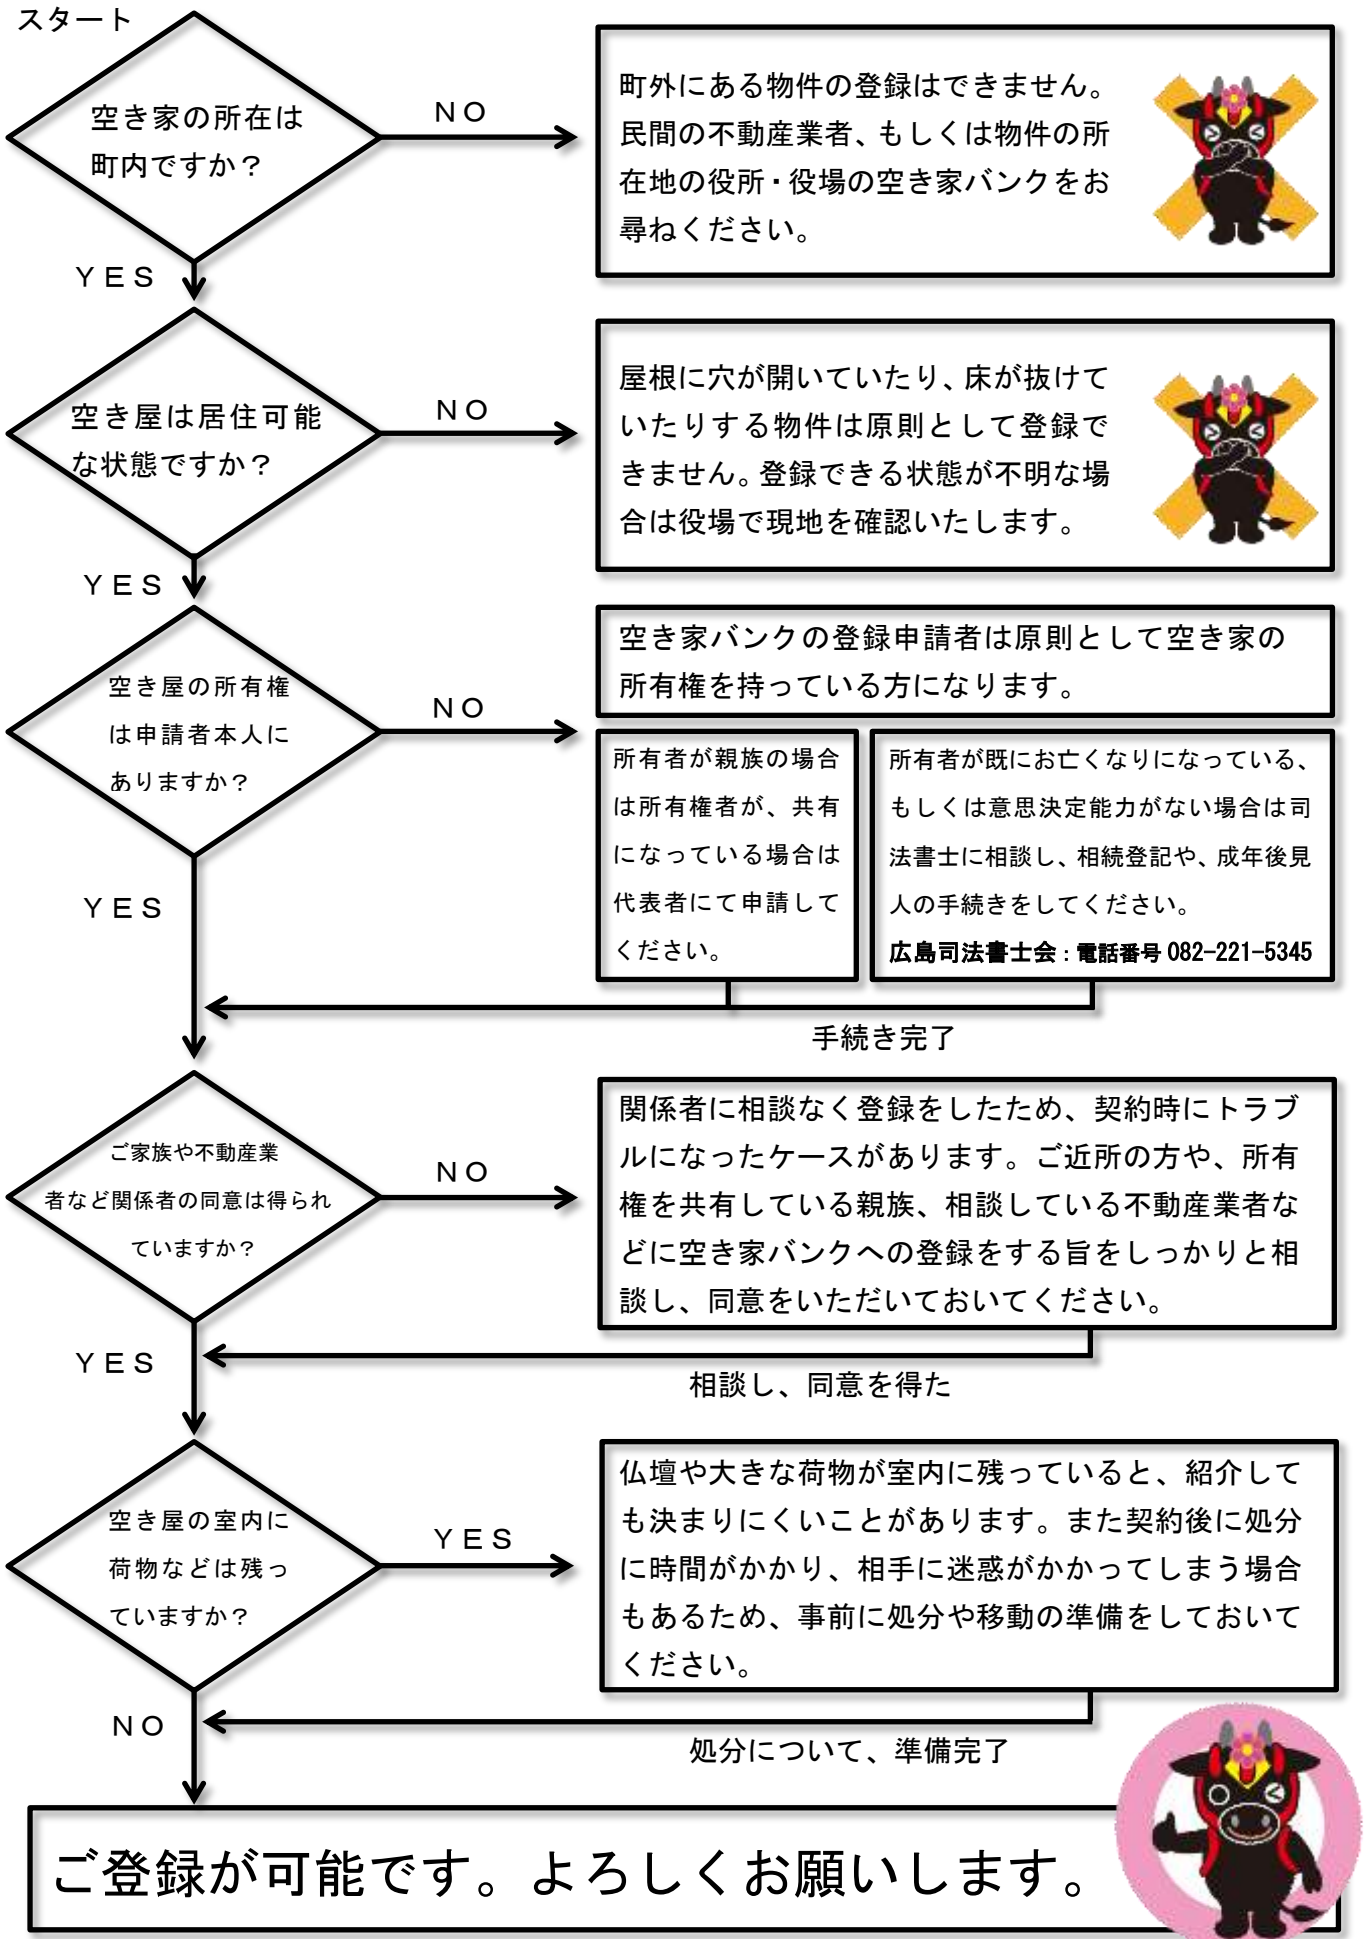 スタート
空き家の所在は
町内ですか？
NO
町外にある物件の登録はできません。
民間の不動産業者、もしくは物件の所
在地の役所・役場の空き家バンクをお
尋ねください。
YES
空き屋は居住可能
な状態ですか？
NO
屋根に穴が開いていたり、床が抜けて
いたりする物件は原則として登録で
きません。登録できる状態が不明な場
合は役場で現地を確認いたします。
YES
空き屋の所有権
は申請者本人に
ありますか？
NO
空き家バンクの登録申請者は原則として空き家の
所有権を持っている方になります。
所有者が親族の場合
は所有権者が、共有
になっている場合は
代表者にて申請して
ください。
所有者が既にお亡くなりになっている、
もしくは意思決定能力がない場合は司
法書士に相談し、相続登記や、成年後見
人の手続きをしてください。
広島司法書士会：電話番号 082-221-5345
YES
手続き完了
ご家族や不動産業
者など関係者の同意は得られ
ていますか？
NO
関係者に相談なく登録をしたため、契約時にトラブ
ルになったケースがあります。ご近所の方や、所有
権を共有している親族、相談している不動産業者な
どに空き家バンクへの登録をする旨をしっかりと相
談し、同意をいただいておいてください。
YES
相談し、同意を得た
空き屋の室内に
荷物などは残っ
ていますか？
YES
仏壇や大きな荷物が室内に残っていると、紹介して
も決まりにくいことがあります。また契約後に処分
に時間がかかり、相手に迷惑がかかってしまう場合
もあるため、事前に処分や移動の準備をしておいて
ください。
NO
処分について、準備完了
ご登録が可能です。よろしくお願いします。